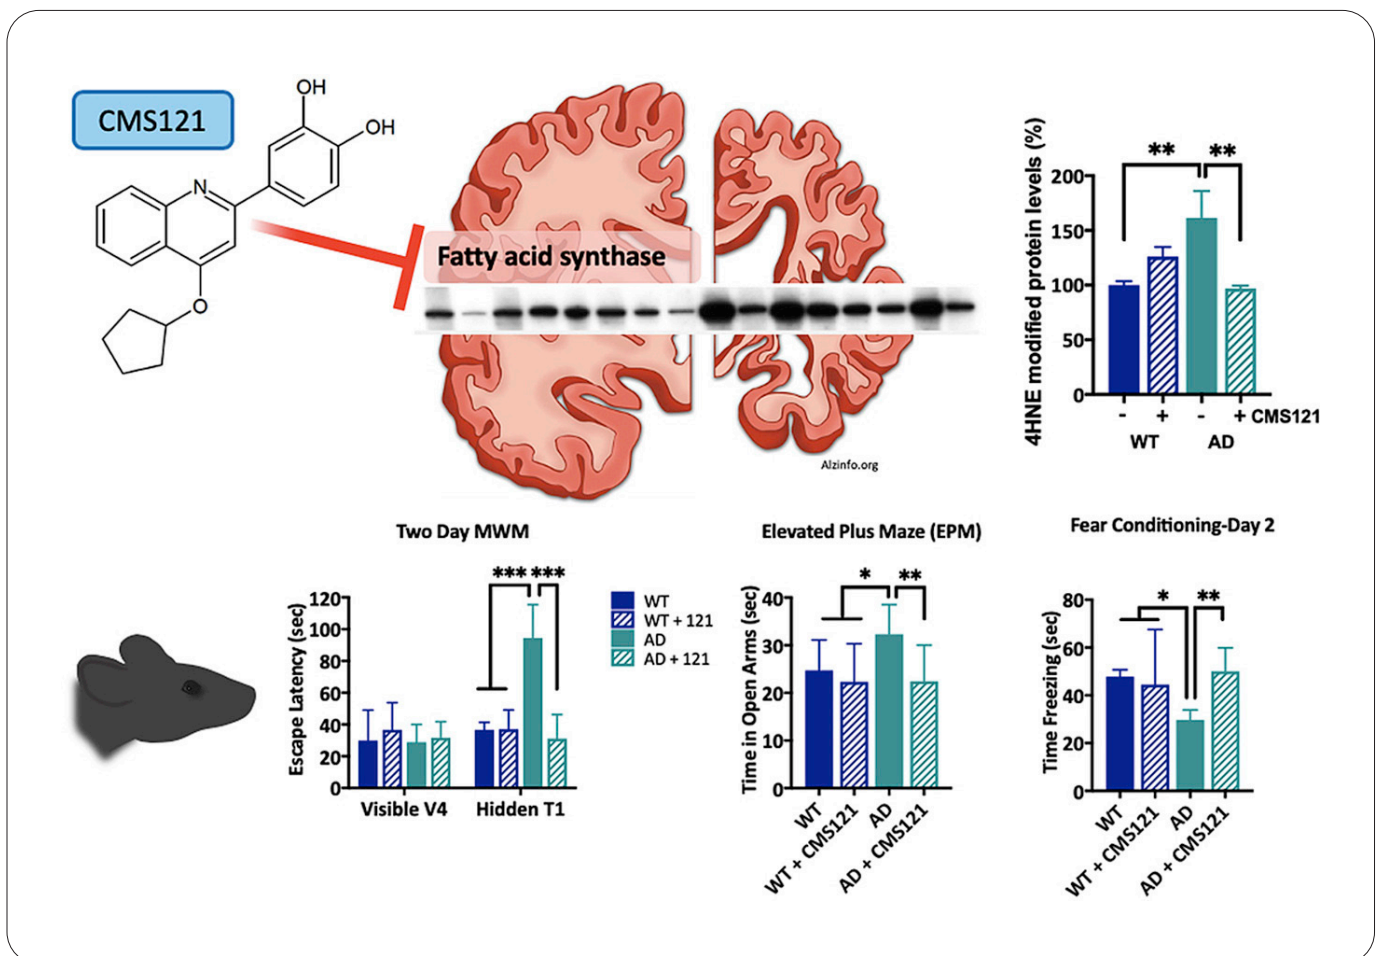 CMS121
OH
OH
N
O
Fatty acid synthase
Alzinfo.org
4HNE modified protein levels (%)
** **
200
150
100
50
0
- + - + CMS121
WT AD
Two Day MWM
Escape Latency (sec)
*** ***
120
100
80
60
40
20
0
Visible V4 Hidden T1
WT
WT + 121
AD
AD + 121
Elevated Plus Maze (EPM)
Time in Open Arms (sec)
* **
40
30
20
10
0
WT
WT + CMS121
AD
AD + CMS121
Fear Conditioning-Day 2
Time Freezing (sec)
* **
80
60
40
20
0
WT
WT + CMS121
AD
AD + CMS121